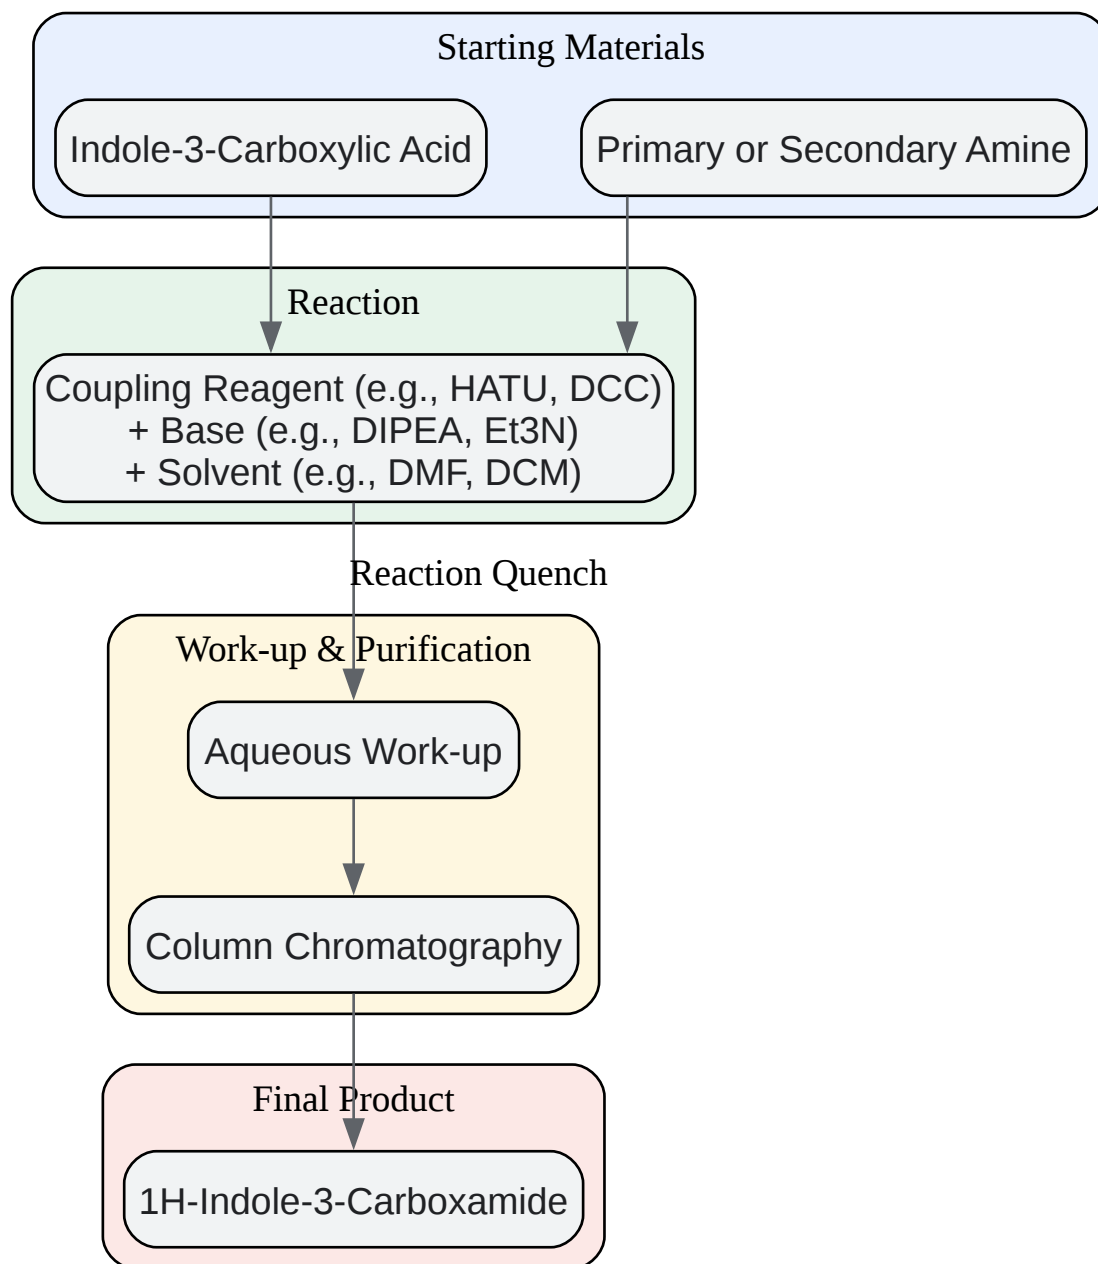 Starting Materials
Indole-3-Carboxylic Acid
Primary or Secondary Amine
Reaction
Coupling Reagent (e.g., HATU, DCC)
+ Base (e.g., DIPEA, Et3N)
+ Solvent (e.g., DMF, DCM)
Reaction Quench
Work-up & Purification
Aqueous Work-up
Column Chromatography
Final Product
1H-Indole-3-Carboxamide